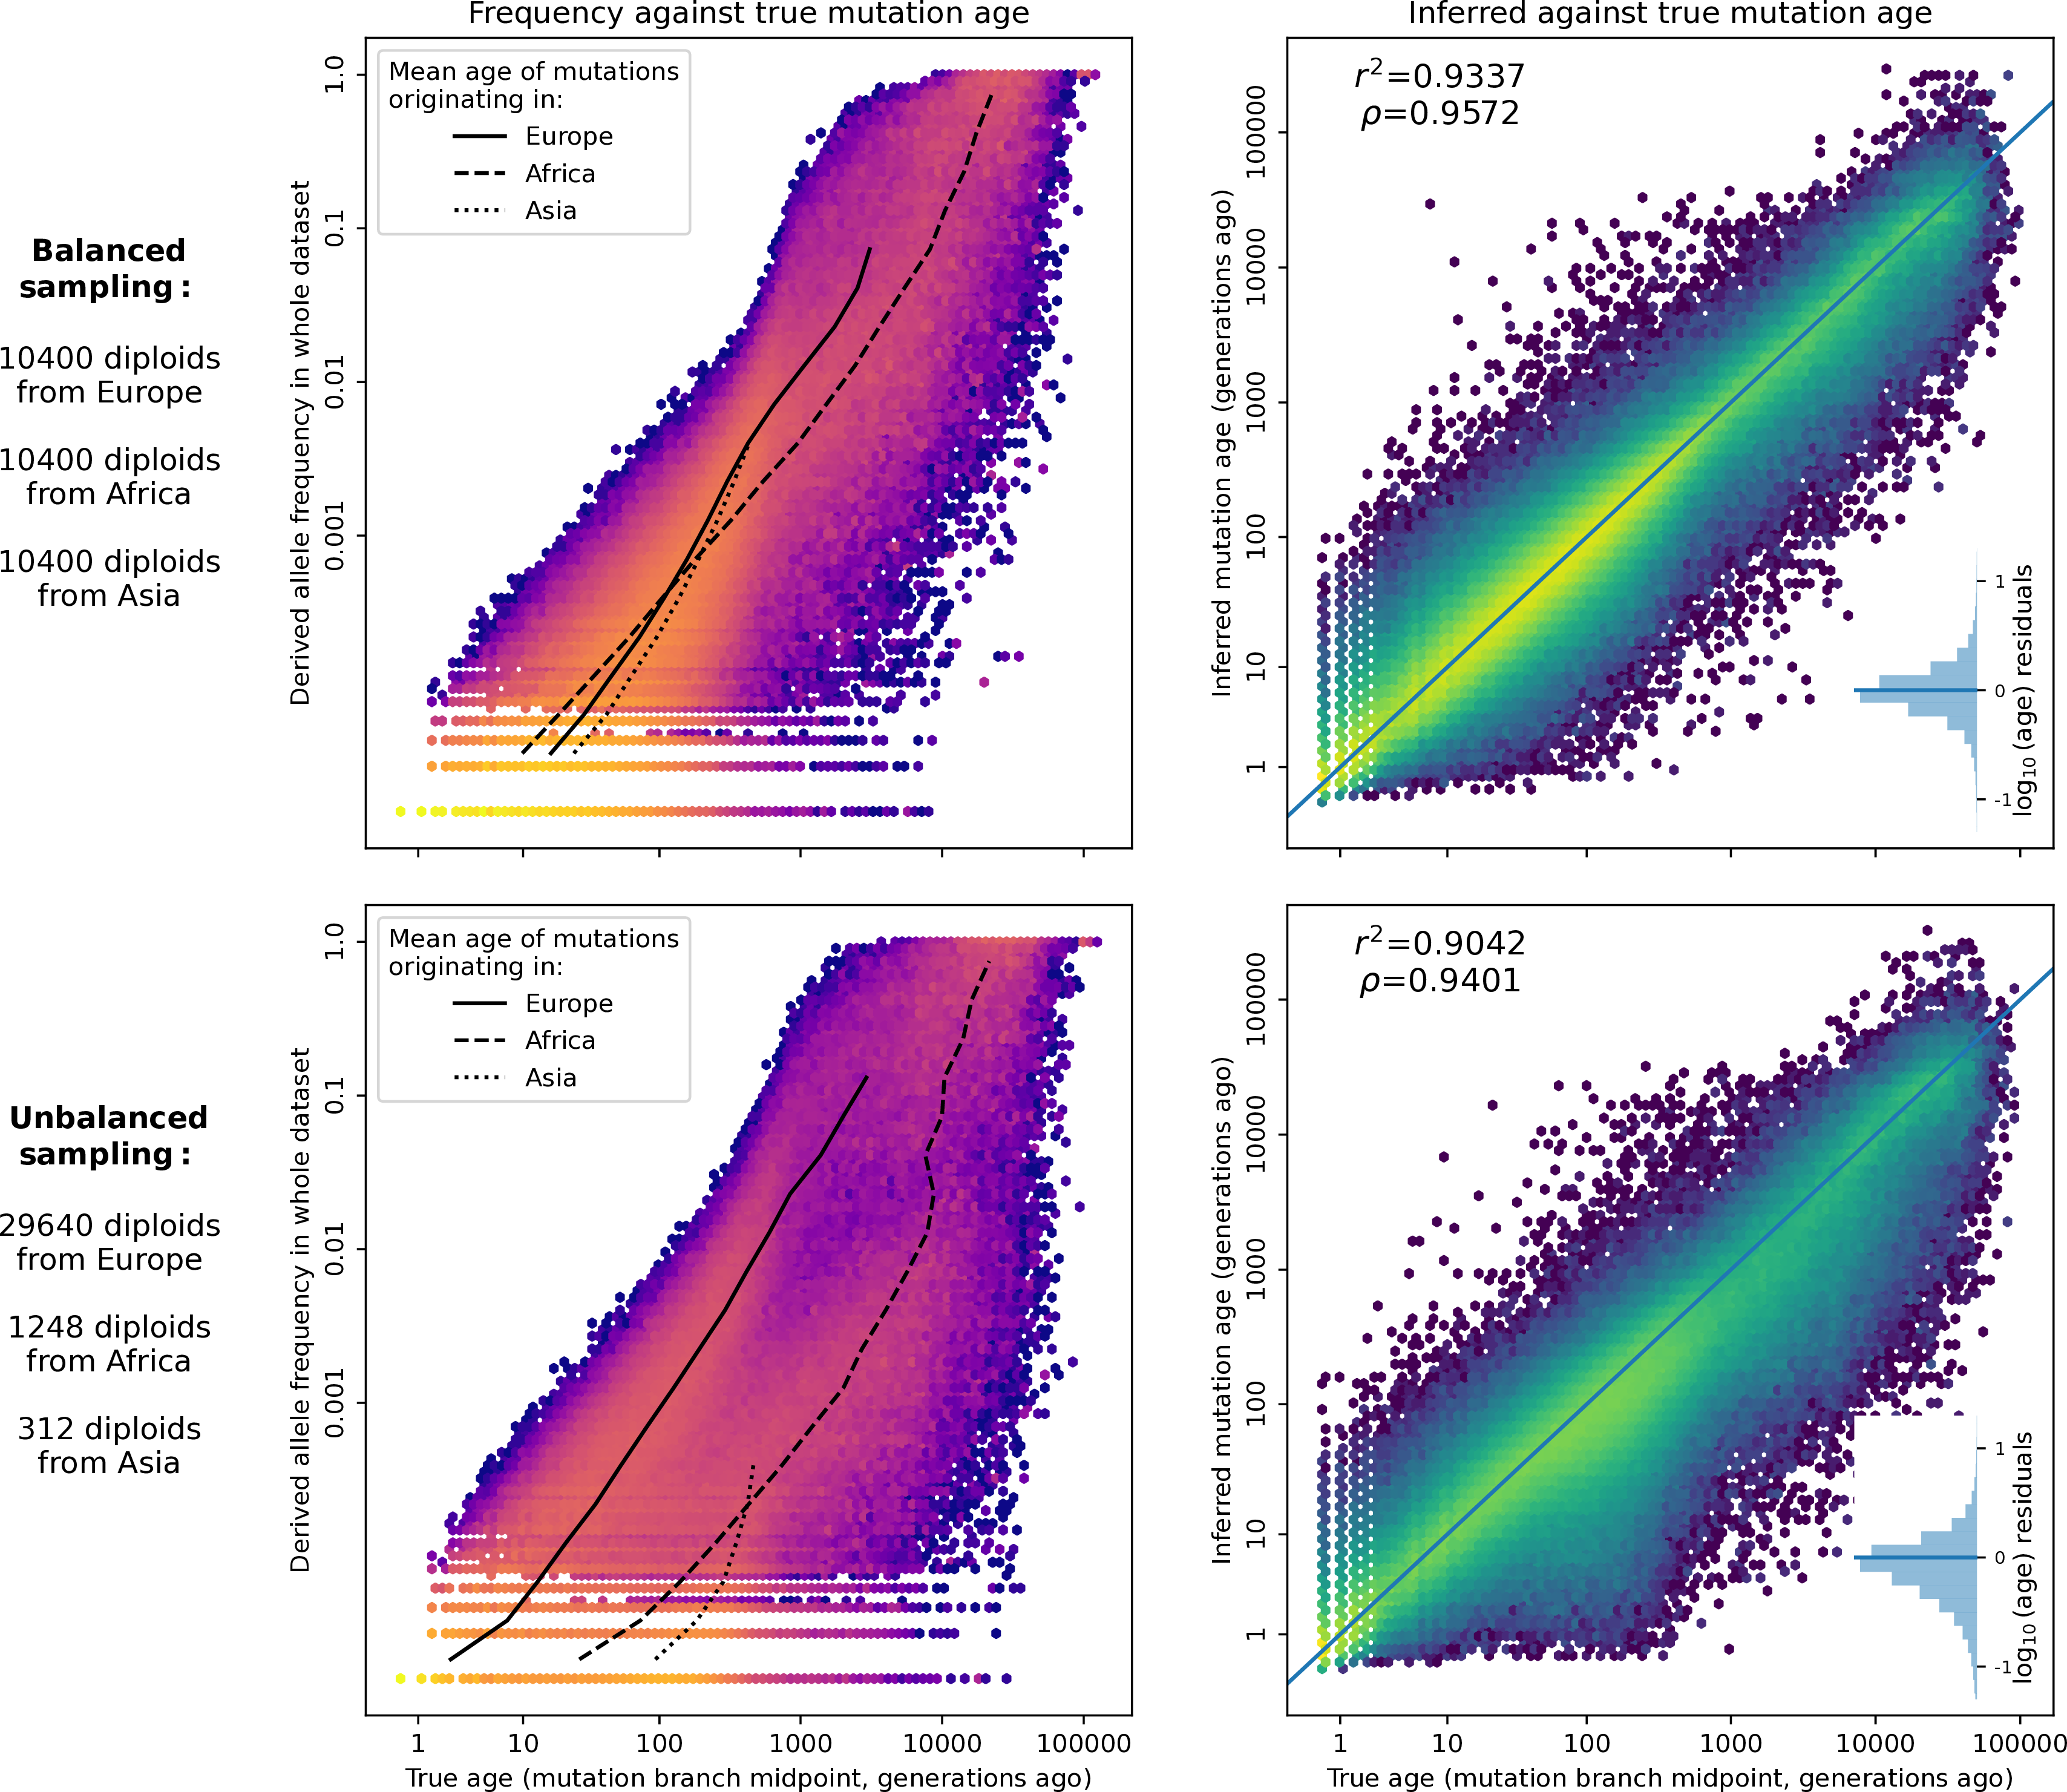 Frequency against true mutation age
Inferred against true mutation age
Balanced
sampling:
10400 diploids
from Europe
10400 diploids
from Africa
10400 diploids
from Asia
Derived allele frequency in whole dataset
1.0
0.1
0.01
0.001
Mean age of mutations
originating in:
Europe
Africa
Asia
Inferred mutation age (generations ago)
100000
10000
1000
100
10
1
r²=0.9337
ρ=0.9572
1
0
-1
log₁₀ (age) residuals
Unbalanced
sampling:
29640 diploids
from Europe
1248 diploids
from Africa
312 diploids
from Asia
Derived allele frequency in whole dataset
1.0
0.1
0.01
0.001
Mean age of mutations
originating in:
Europe
Africa
Asia
1 10 100 1000 10000 100000
True age (mutation branch midpoint, generations ago)
Inferred mutation age (generations ago)
100000
10000
1000
100
10
1
r²=0.9042
ρ=0.9401
1
0
-1
log₁₀ (age) residuals
1 10 100 1000 10000 100000
True age (mutation branch midpoint, generations ago)